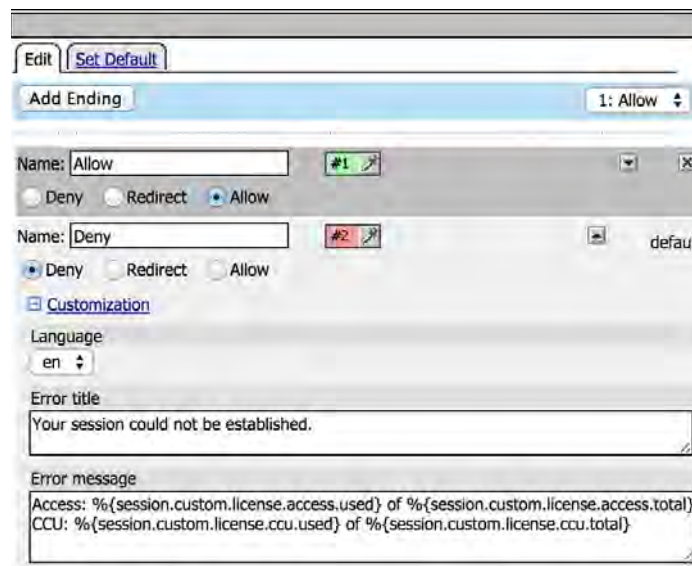 Edit Set Default
Add Ending 1: Allow
Name: Allow #1
Deny Redirect Allow
Name: Deny #2 defau
Deny Redirect Allow
Customization
Language
en
Error title
Your session could not be established.
Error message
Access: %{session.custom.license.access.used} of %{session.custom.license.access.total}
CCU: %{session.custom.license.ccu.used} of %{session.custom.license.ccu.total}